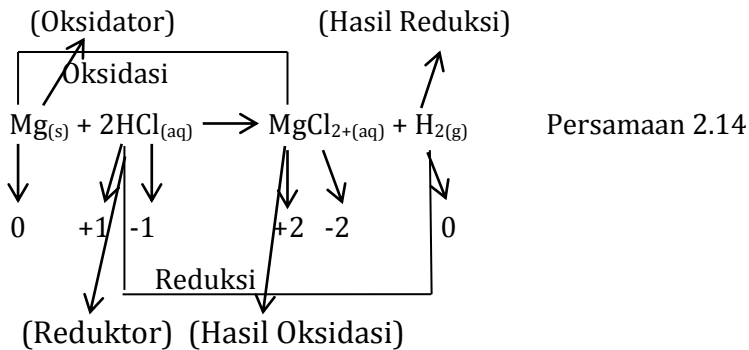 (Oksidator) (Hasil Reduksi)
Oksidasi
Mg(s) + 2HCl(aq) → MgCl2+(aq) + H2(g) Persamaan 2.14
0 +1 -1 +2 -2 0
Reduksi
(Reduktor) (Hasil Oksidasi)